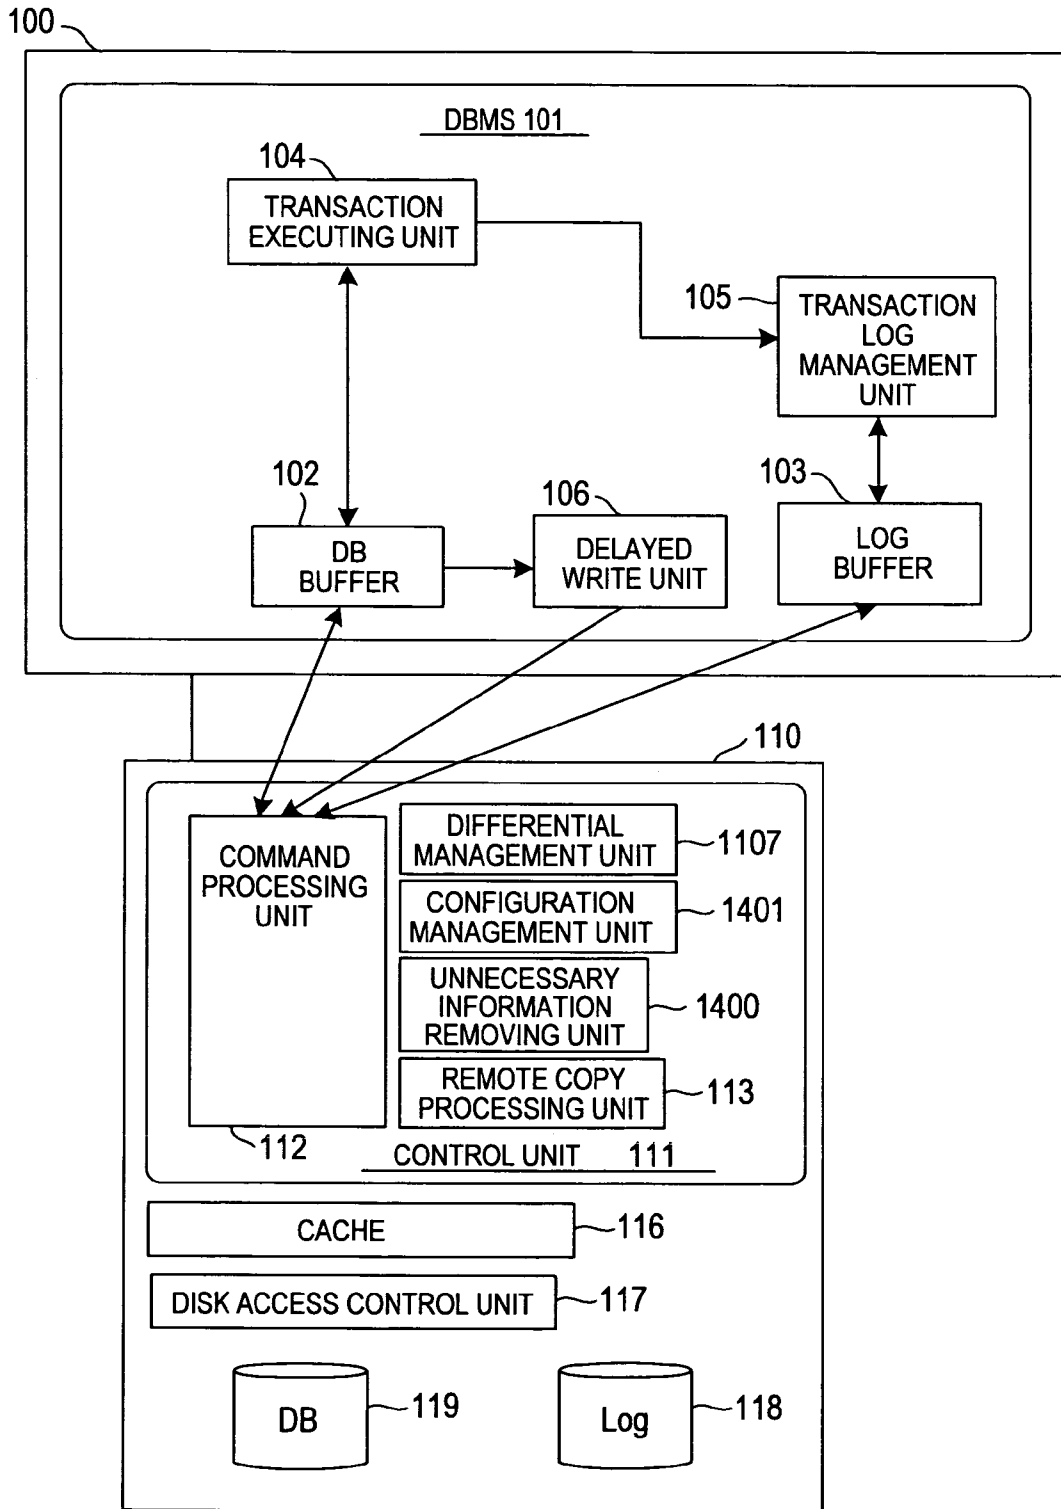 100
DBMS 101
104
TRANSACTION
EXECUTING UNIT
105
TRANSACTION
LOG
MANAGEMENT
UNIT
102
DB
BUFFER
106
DELAYED
WRITE UNIT
103
LOG
BUFFER
110
COMMAND
PROCESSING
UNIT
112
DIFFERENTIAL
MANAGEMENT UNIT
1107
CONFIGURATION
MANAGEMENT UNIT
1401
UNNECESSARY
INFORMATION
REMOVING UNIT
1400
REMOTE COPY
PROCESSING UNIT
113
CONTROL UNIT 111
CACHE
116
DISK ACCESS CONTROL UNIT
117
DB
119
Log
118